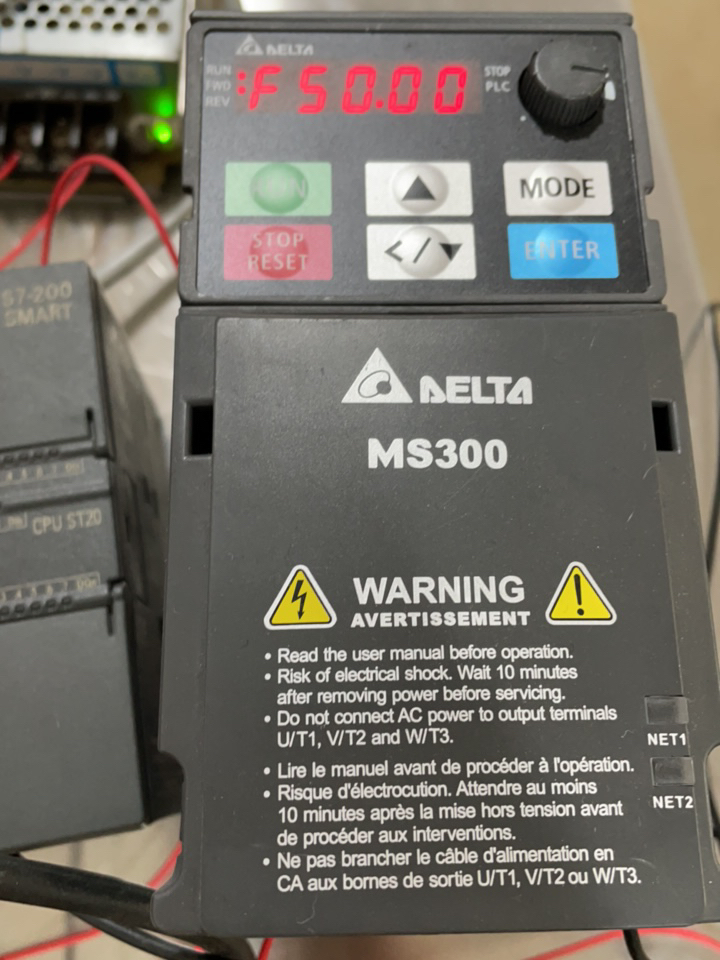 DELTA
RUN
FWD
REV
F 50.00
STOP
PLC
RUN
MODE
STOP
RESET
</▼
ENTER
S7-200
SMART
CPU ST20
DELTA
MS300
WARNING
AVERTISSEMENT
• Read the user manual before operation.
• Risk of electrical shock. Wait 10 minutes
after removing power before servicing.
• Do not connect AC power to output terminals
U/T1, V/T2 and W/T3.
• Lire le manuel avant de procéder à l'opération.
• Risque d'électrocution. Attendre au moins
10 minutes après la mise hors tension avant
de procéder aux interventions.
• Ne pas brancher le câble d'alimentation en
CA aux bornes de sortie U/T1, V/T2 ou W/T3.
NET1
NET2